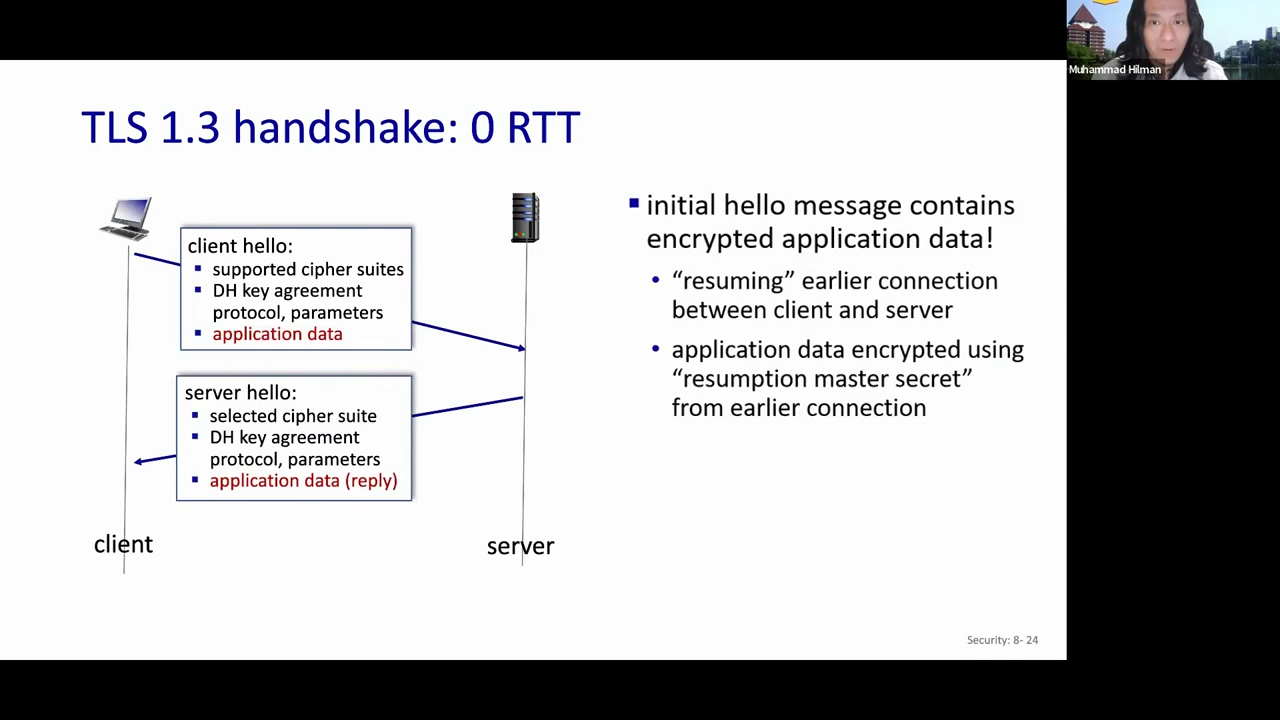 Muhammad Hilman
TLS 1.3 handshake: 0 RTT
client hello:
supported cipher suites
DH key agreement
protocol, parameters
application data
server hello:
selected cipher suite
DH key agreement
protocol, parameters
application data (reply)
client
server
initial hello message contains
encrypted application data!
“resuming” earlier connection
between client and server
application data encrypted using
“resumption master secret”
from earlier connection
Security: 8- 24